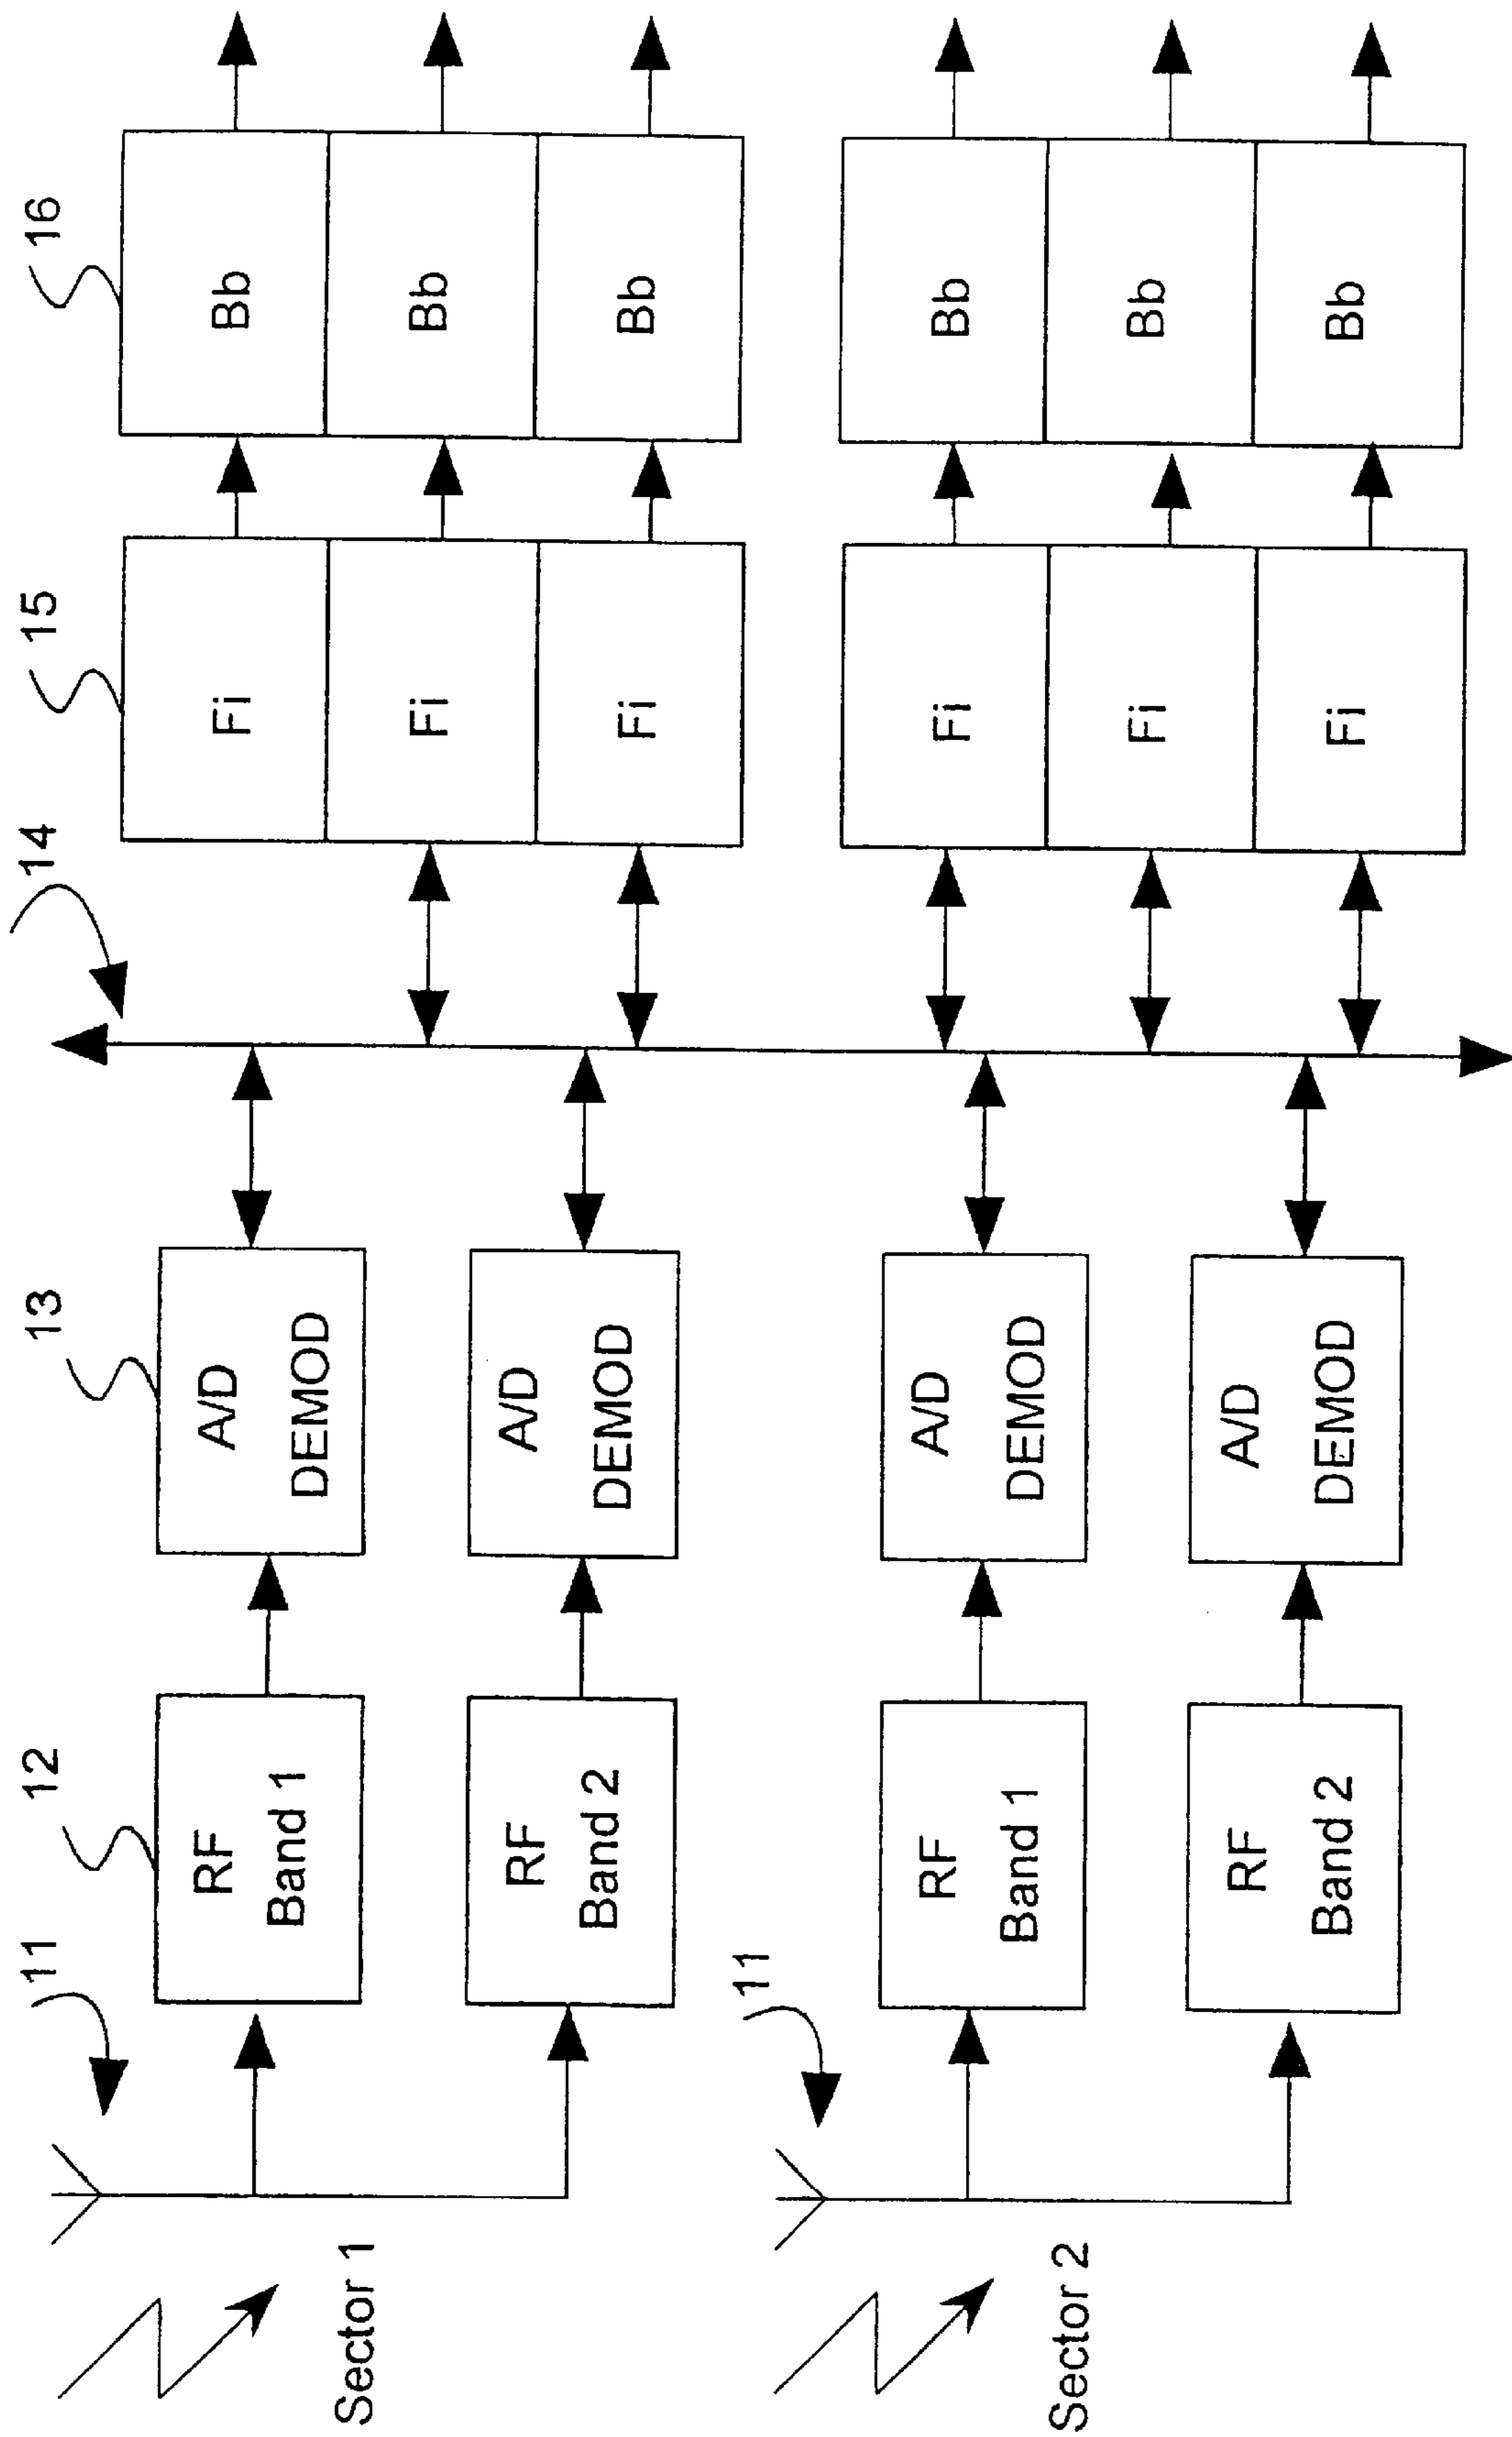 11
12
13
14
15
16
RF
Band 1
A/D
DEMOD
Fi
Bb
Fi
Bb
Sector 1
RF
Band 2
A/D
DEMOD
Fi
Bb
11
RF
Band 1
A/D
DEMOD
Fi
Bb
Fi
Bb
Sector 2
RF
Band 2
A/D
DEMOD
Fi
Bb